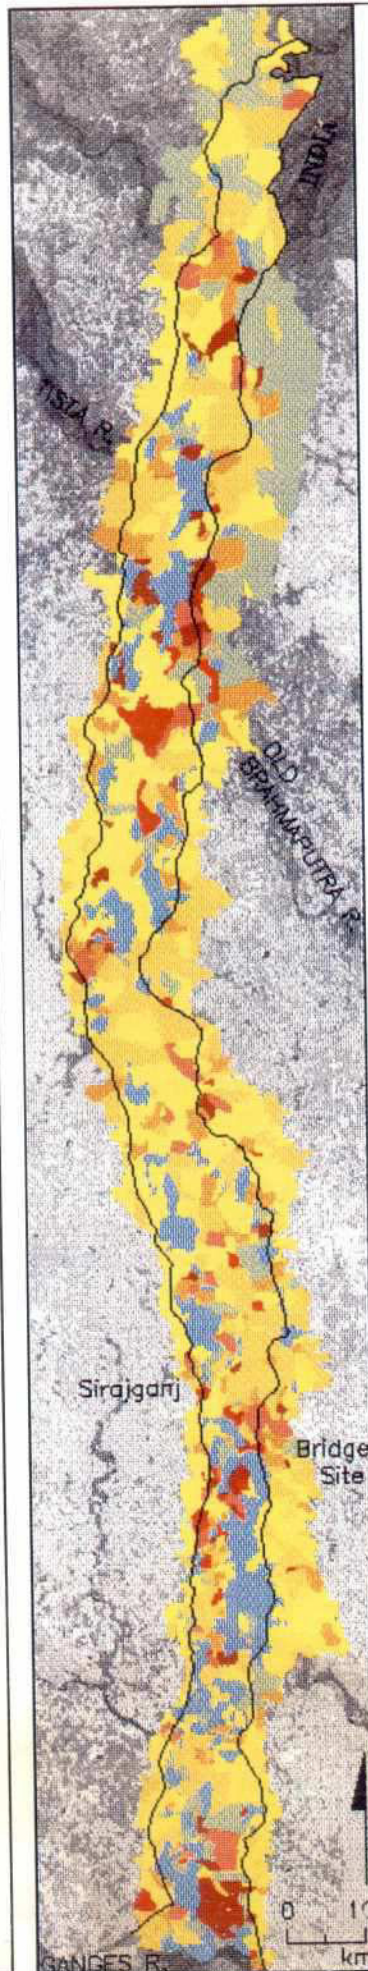 INDIA
TISTA R.
OLD
BRAHMAPUTRA R.
Sirajganj
Bridge
Site
0
km
GANGES R.